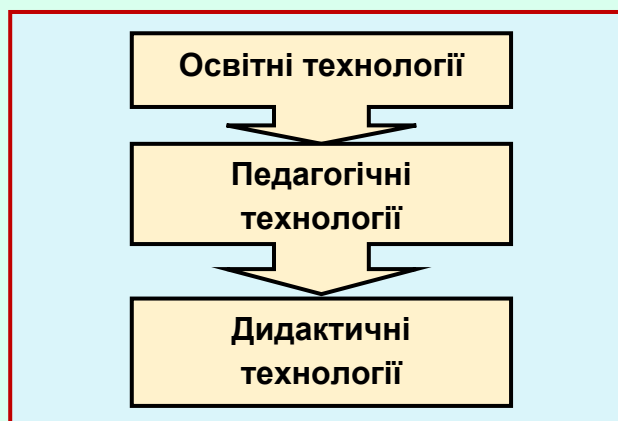 Освітні технології
Педагогічні
технології
Дидактичні
технології